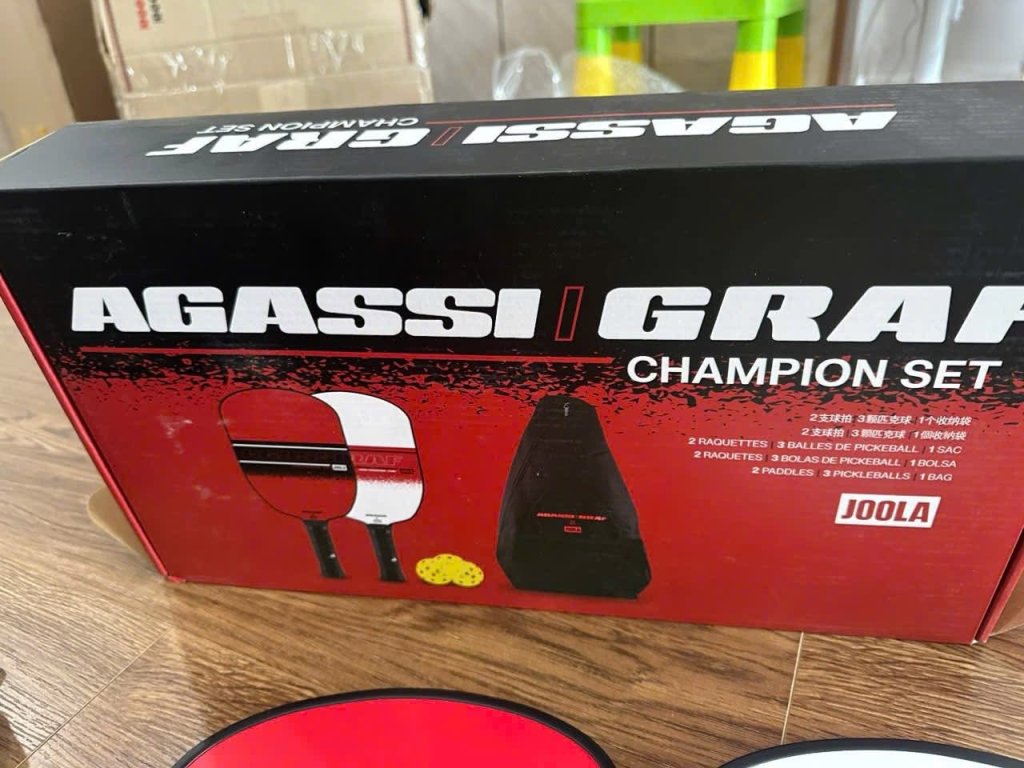 AGASSI | GRAF
CHAMPION SET
AGASSI | GRAF
CHAMPION SET
2支球拍 | 3颗匹克球 | 1个收纳袋
2支球拍 | 3顆匹克球 | 1個收納袋
2 RAQUETTES | 3 BALLES DE PICKEBALL | 1 SAC
2 RAQUETES | 3 BOLAS DE PICKEBALL | 1 BOLSA
2 PADDLES | 3 PICKLEBALLS | 1 BAG
JOOLA
AGASSI | GRAF
JOOLA